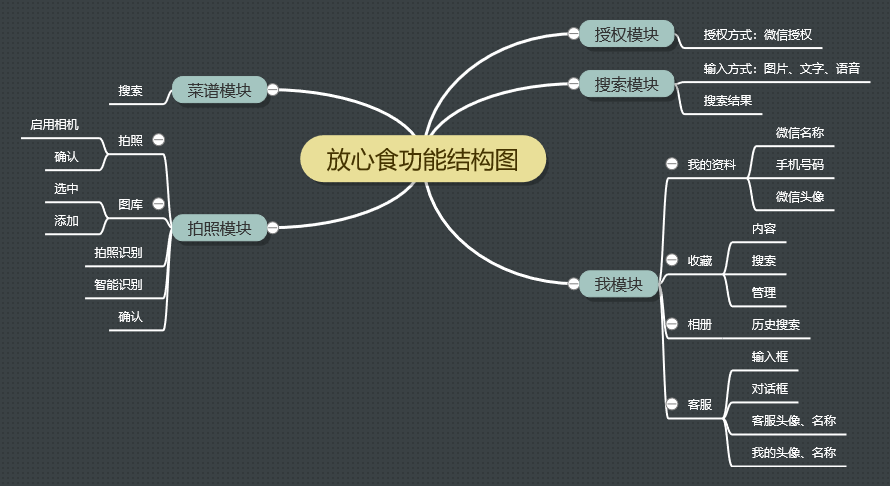 放心食功能结构图
授权模块
授权方式：微信授权
搜索模块
输入方式：图片、文字、语音
搜索结果
我模块
我的资料
微信名称
手机号码
微信头像
收藏
内容
搜索
管理
相册
历史搜索
客服
输入框
对话框
客服头像、名称
我的头像、名称
菜谱模块
搜索
拍照模块
拍照
启用相机
确认
图库
选中
添加
拍照识别
智能识别
确认